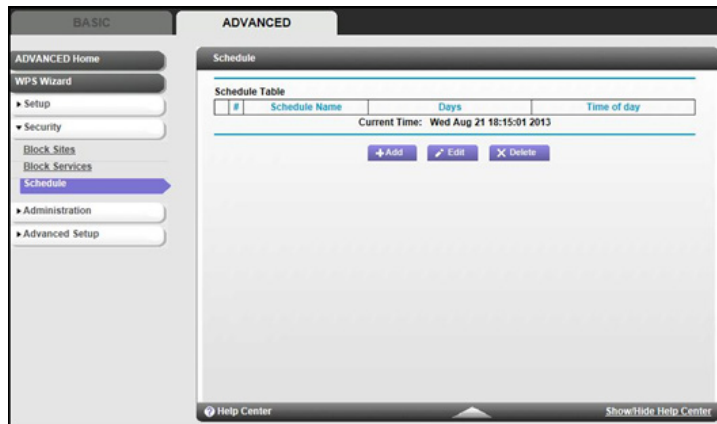 BASIC
ADVANCED
ADVANCED Home
WPS Wizard
Setup
Security
Block Sites
Block Services
Schedule
Administration
Advanced Setup
Schedule
Schedule Table
# Schedule Name Days Time of day
Current Time: Wed Aug 21 18:15:01 2013
+Add Edit X Delete
? Help Center
Show/Hide Help Center